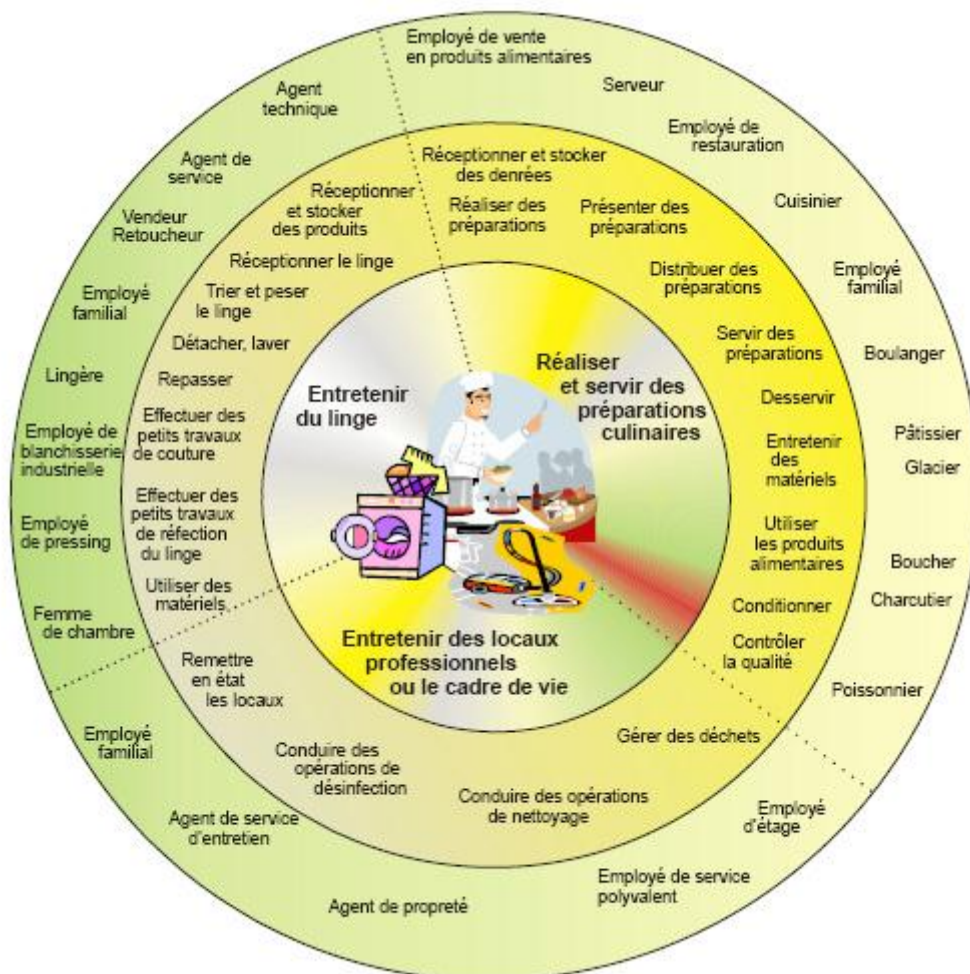 Employé de vente
en produits alimentaires
Serveur
Employé de
restauration
Cuisinier
Employé
familial
Boulanger
Pâtissier
Glacier
Boucher
Charcutier
Poissonnier
Employé
d'étage
Employé de service
polyvalent
Agent de propreté
Agent de service
d'entretien
Employé
familial
Femme
de chambre
Employé
de pressing
Employé de
blanchisserie
industrielle
Lingère
Employé
familial
Vendeur
Retoucheur
Agent de
service
Agent
technique
Réceptionner et stocker
des denrées
Réaliser des
préparations
Présenter des
préparations
Distribuer des
préparations
Servir des
préparations
Desservir
Entretenir
des
matériels
Utiliser
les produits
alimentaires
Conditionner
Contrôler
la qualité
Gérer des déchets
Conduire des opérations
de nettoyage
Conduire des
opérations de
désinfection
Remettre
en état
les locaux
Utiliser des
matériels
Effectuer des
petits travaux
de réfection
du linge
Effectuer des
petits travaux
de couture
Repasser
Détacher, laver
Trier et peser
le linge
Réceptionner le linge
Réceptionner
et stocker
des produits
Entretenir
du linge
Réaliser
et servir des
préparations
culinaires
Entretenir des locaux
professionnels
ou le cadre de vie